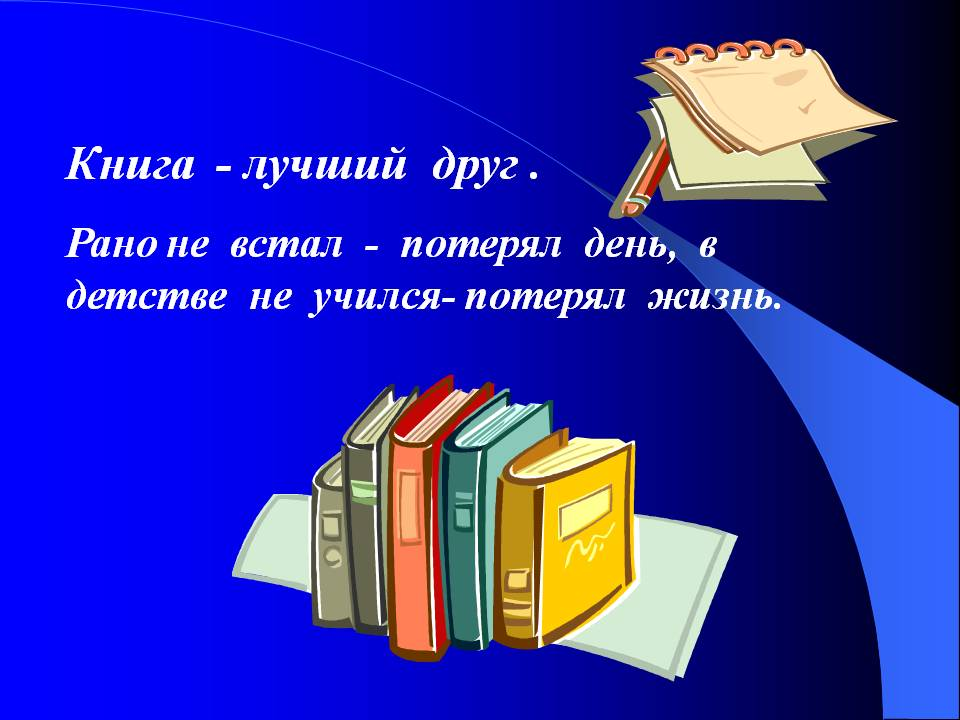 Книга - лучший друг .
Рано не встал - потерял день, в
детстве не учился- потерял жизнь.